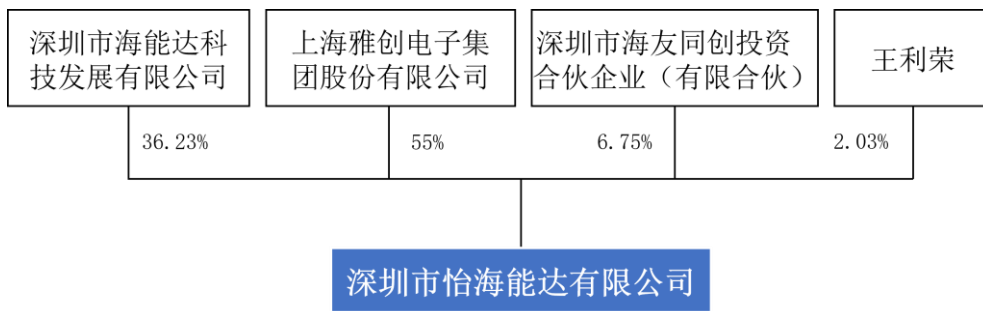 深圳市海能达科
技发展有限公司
上海雅创电子集
团股份有限公司
深圳市海友同创投资
合伙企业（有限合伙）
王利荣
36.23%
55%
6.75%
2.03%
深圳市怡海能达有限公司